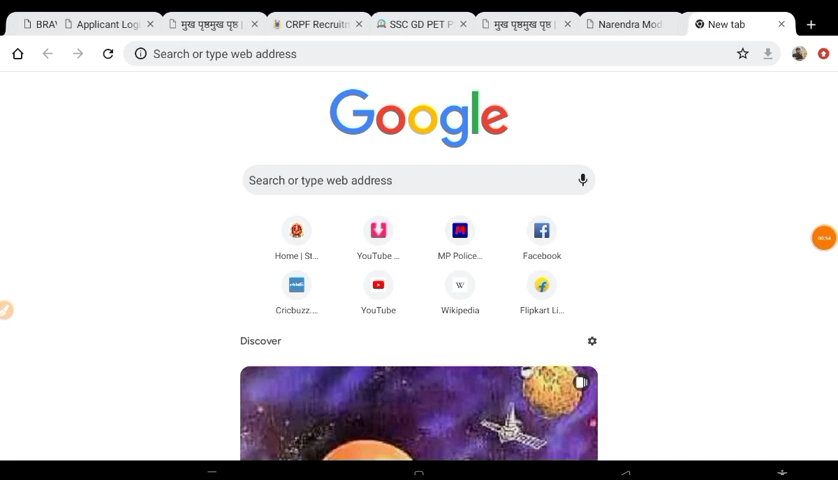 BRAV Applicant Logi मुख पृष्ठमुख पृष्ठ | CRPF Recruitm SSC GD PET P मुख पृष्ठमुख पृष्ठ | Narendra Mod New tab
Search or type web address
Google
Search or type web address
Home | St... YouTube ... MP Police... Facebook
Cricbuzz.... YouTube Wikipedia Flipkart Li...
Discover